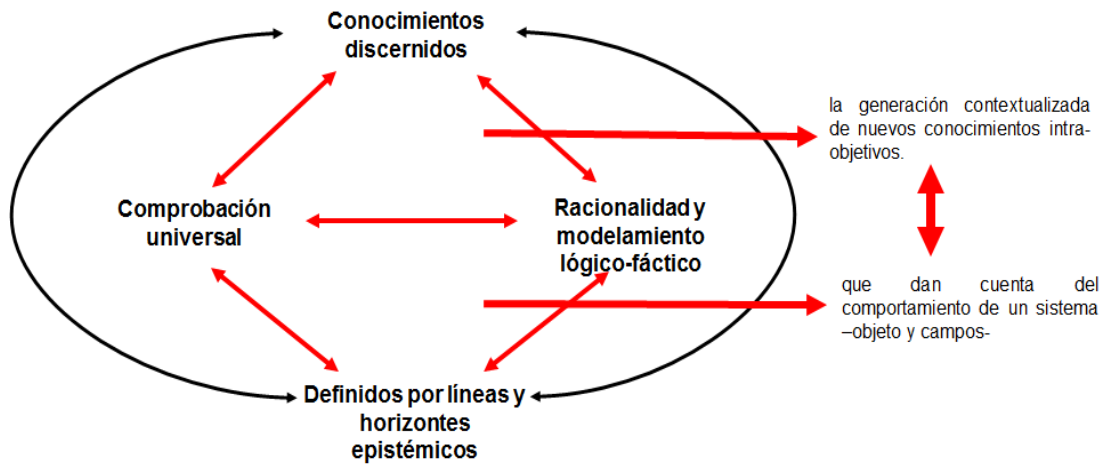 Conocimientos
discernidos
la generación contextualizada
de nuevos conocimientos intra-
objetivos.
Comprobación
universal
Racionalidad y
modelamiento
lógico-fáctico
que dan cuenta del
comportamiento de un sistema
–objeto y campos-
Definidos por líneas y
horizontes
epistémicos